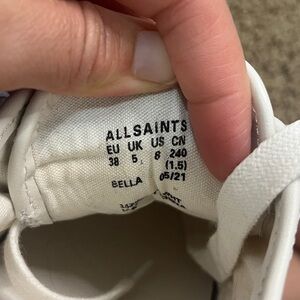 ALLSAINTS
EU UK US CN
38 5 8 240
(1.5)
BELLA 05/21